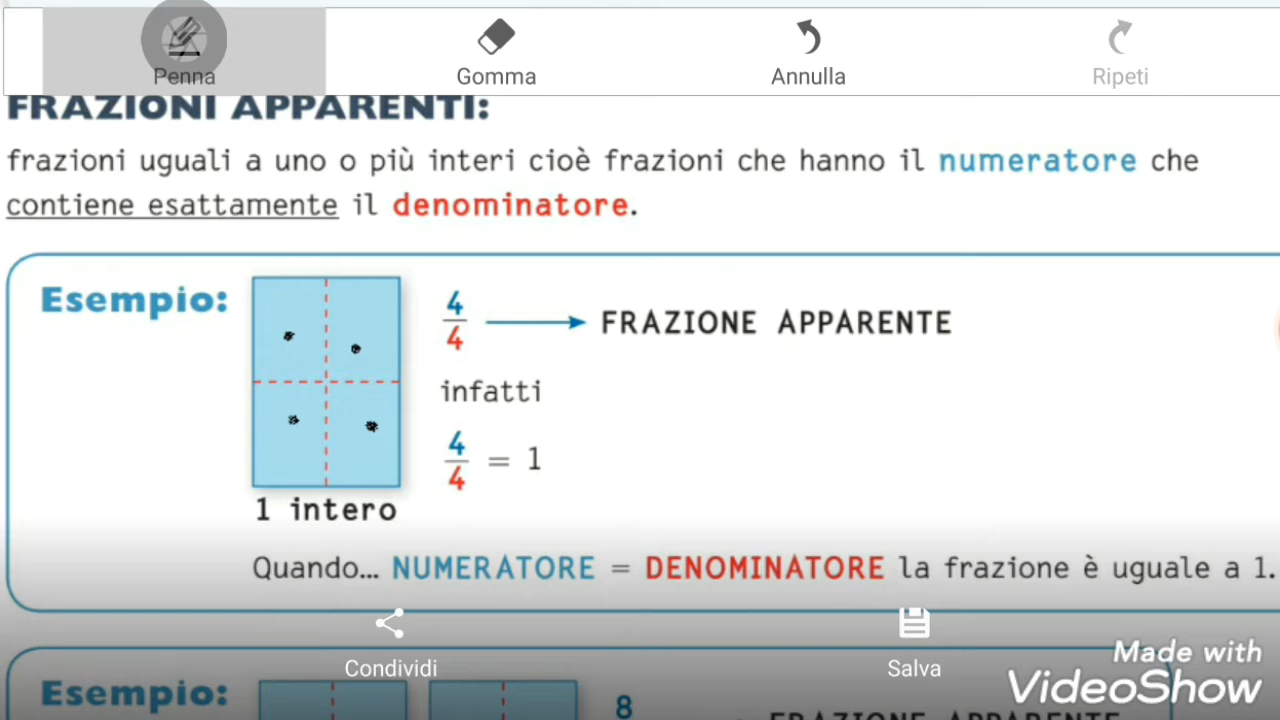 Penna Gomma Annulla Ripeti
FRAZIONI APPARENTI:
frazioni uguali a uno o più interi cioè frazioni che hanno il numeratore che
contiene esattamente il denominatore.
Esempio:
4/4 FRAZIONE APPARENTE
infatti
4/4 = 1
1 intero
Quando... NUMERATORE = DENOMINATORE la frazione è uguale a 1.
Condividi Salva
Made with
VideoShow
Esempio:
8
FRAZIONE APPARENTE